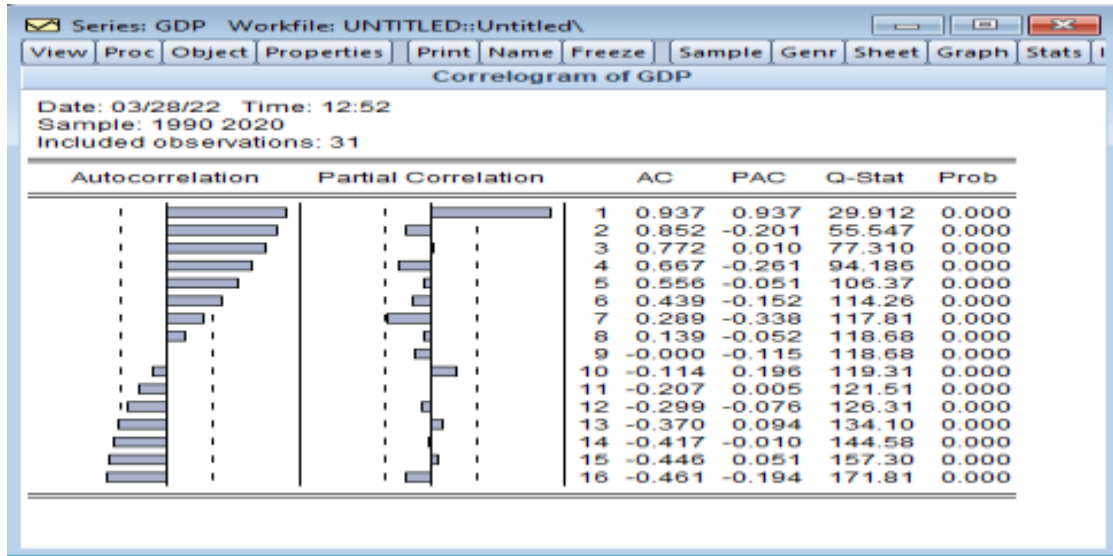 Series: GDP Workfile: UNTITLED::Untitled\
View Proc Object Properties Print Name Freeze Sample Genr Sheet Graph Stats
Correlogram of GDP
Date: 03/28/22 Time: 12:52
Sample: 1990 2020
Included observations: 31
Autocorrelation Partial Correlation AC PAC Q-Stat Prob
1 0.937 0.937 29.912 0.000
2 0.852 -0.201 55.547 0.000
3 0.772 0.010 77.310 0.000
4 0.667 -0.261 94.186 0.000
5 0.556 -0.051 106.37 0.000
6 0.439 -0.152 114.26 0.000
7 0.289 -0.338 117.81 0.000
8 0.139 -0.052 118.68 0.000
9 -0.000 -0.115 118.68 0.000
10 -0.114 0.196 119.31 0.000
11 -0.207 0.005 121.51 0.000
12 -0.299 -0.076 126.31 0.000
13 -0.370 0.094 134.10 0.000
14 -0.417 -0.010 144.58 0.000
15 -0.446 0.051 157.30 0.000
16 -0.461 -0.194 171.81 0.000